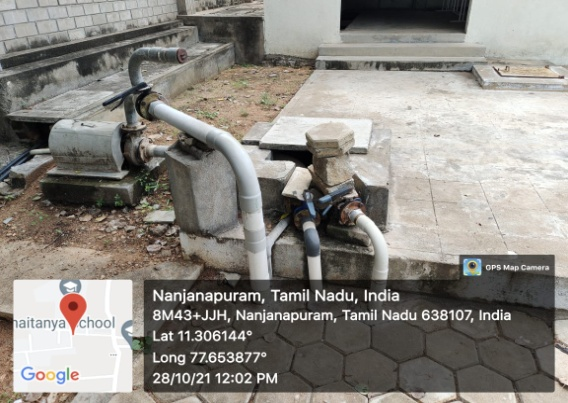 GPS Map Camera
Nanjanapuram, Tamil Nadu, India
8M43+JJH, Nanjanapuram, Tamil Nadu 638107, India
Lat 11.306144°
Long 77.653877°
28/10/21 12:02 PM
haitanya School
Google